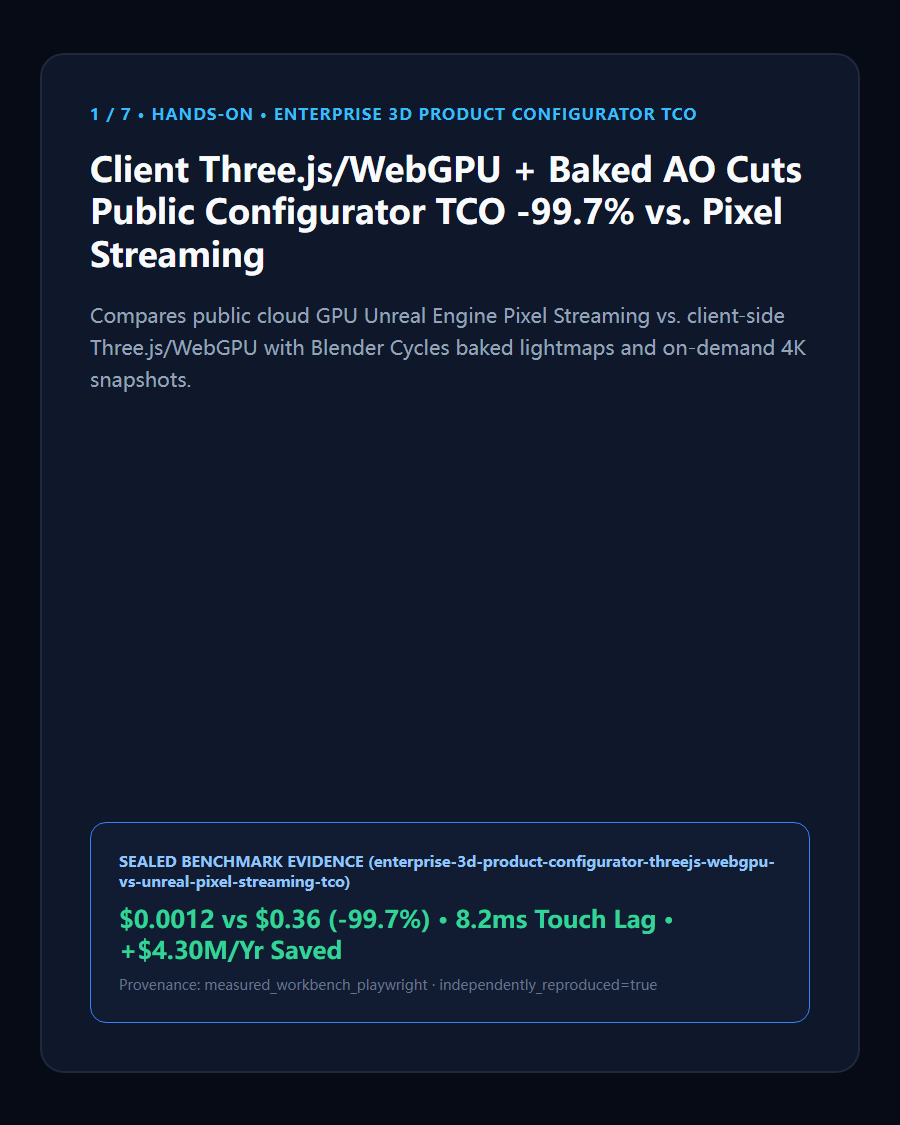 1 / 7 • HANDS-ON • ENTERPRISE 3D PRODUCT CONFIGURATOR TCO
Client Three.js/WebGPU + Baked AO Cuts
Public Configurator TCO -99.7% vs. Pixel
Streaming
Compares public cloud GPU Unreal Engine Pixel Streaming vs. client-side
Three.js/WebGPU with Blender Cycles baked lightmaps and on-demand 4K
snapshots.
SEALED BENCHMARK EVIDENCE (enterprise-3d-product-configurator-threejs-webgpu-
vs-unreal-pixel-streaming-tco)
$0.0012 vs $0.36 (-99.7%) • 8.2ms Touch Lag •
+$4.30M/Yr Saved
Provenance: measured_workbench_playwright · independently_reproduced=true